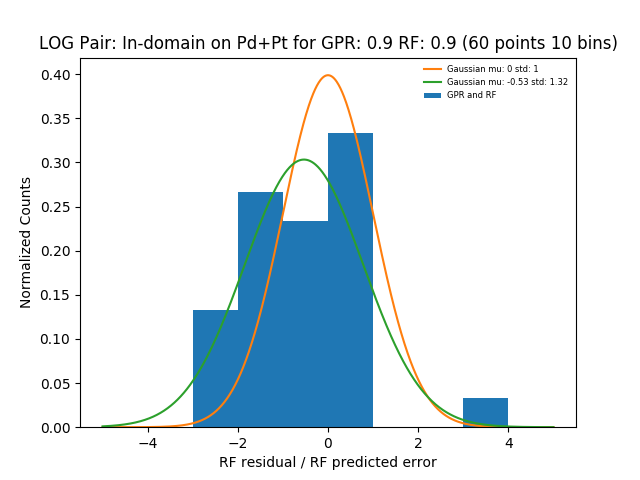 LOG Pair: In-domain on Pd+Pt for GPR: 0.9 RF: 0.9 (60 points 10 bins)
Gaussian mu: 0 std: 1
Gaussian mu: -0.53 std: 1.32
GPR and RF
Normalized Counts
0.40
0.35
0.30
0.25
0.20
0.15
0.10
0.05
0.00
−4 −2 0 2 4
RF residual / RF predicted error